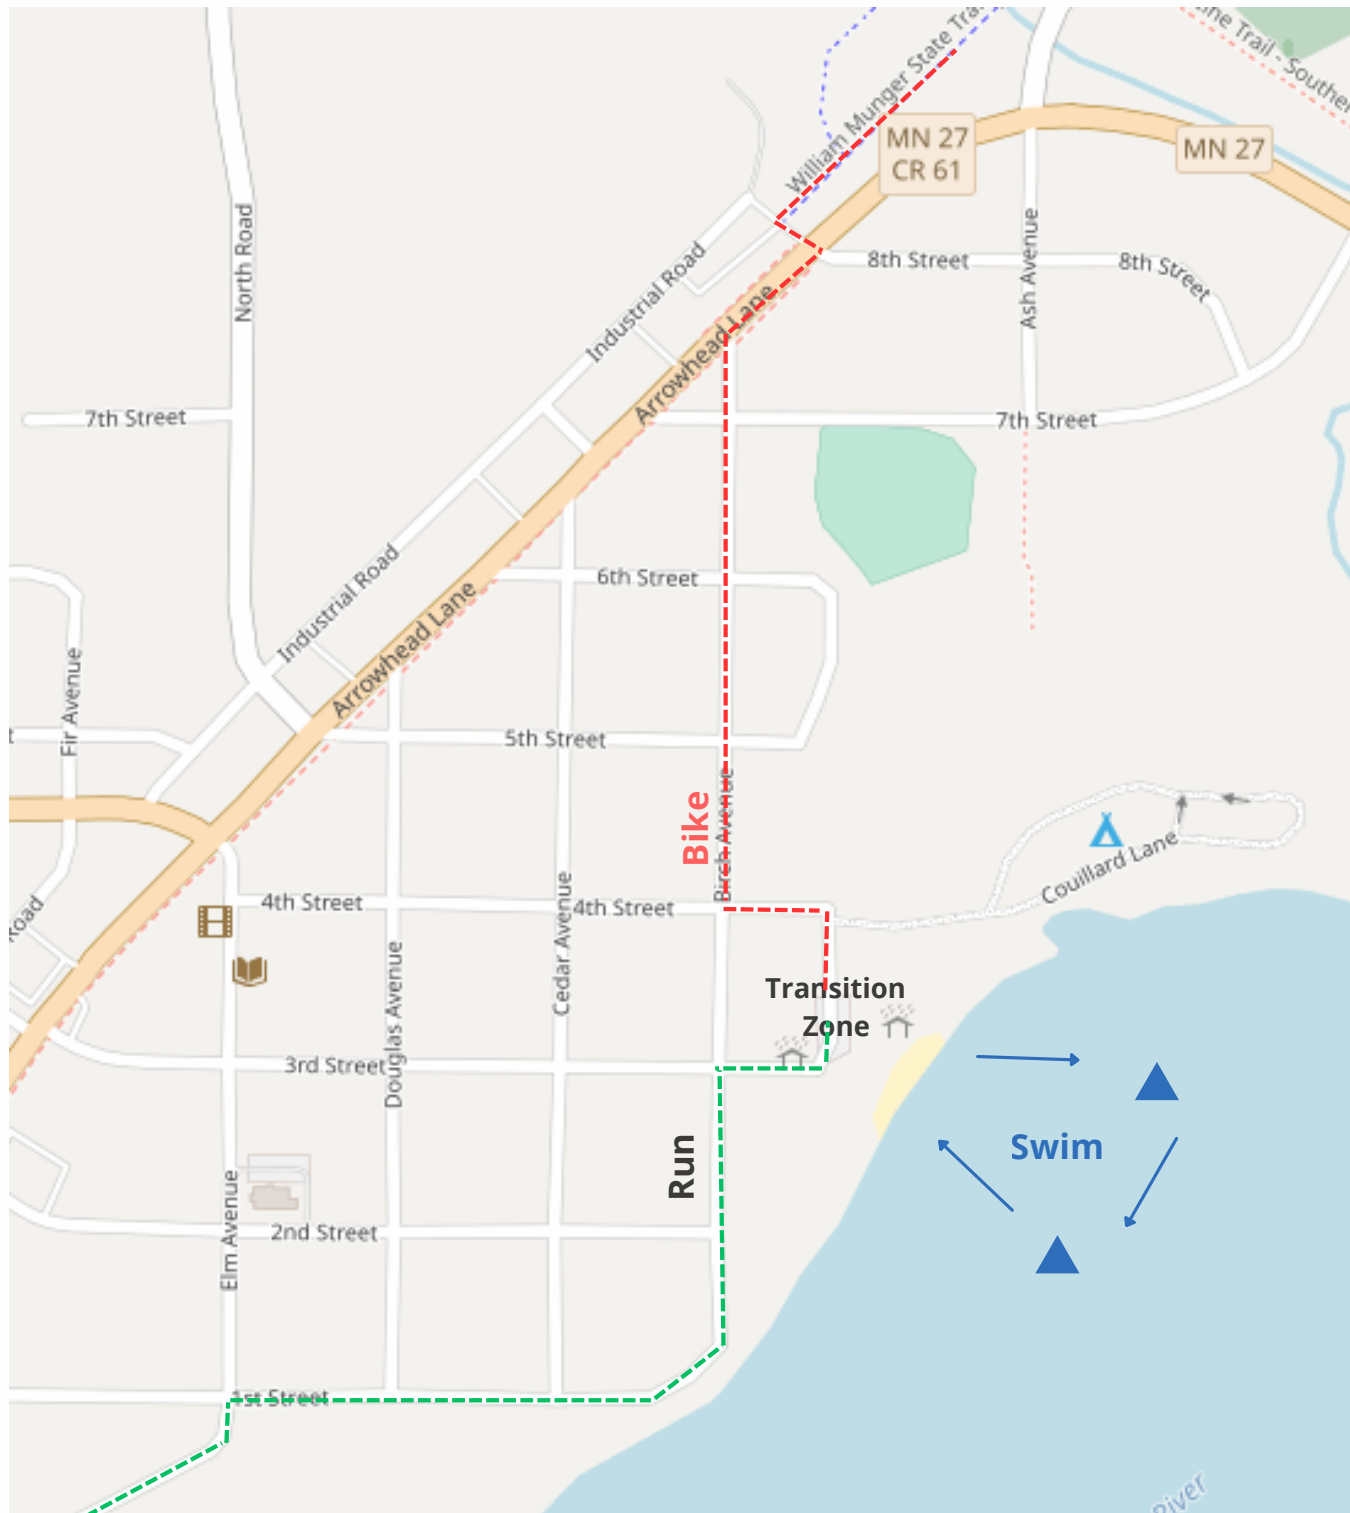 William Munger State Tra
ine Trail - Souther
MN 27
CR 61
MN 27
North Road
Ash Avenue
8th Street
8th Street
Industrial Road
Arrowhead Lane
7th Street
7th Street
6th Street
Industrial Road
Arrowhead Lane
Fir Avenue
5th Street
Bike
Birch Avenue
Couillard Lane
Road
4th Street
4th Street
Cedar Avenue
Douglas Avenue
Transition
Zone
3rd Street
Swim
Run
Elm Avenue
2nd Street
1st Street
River